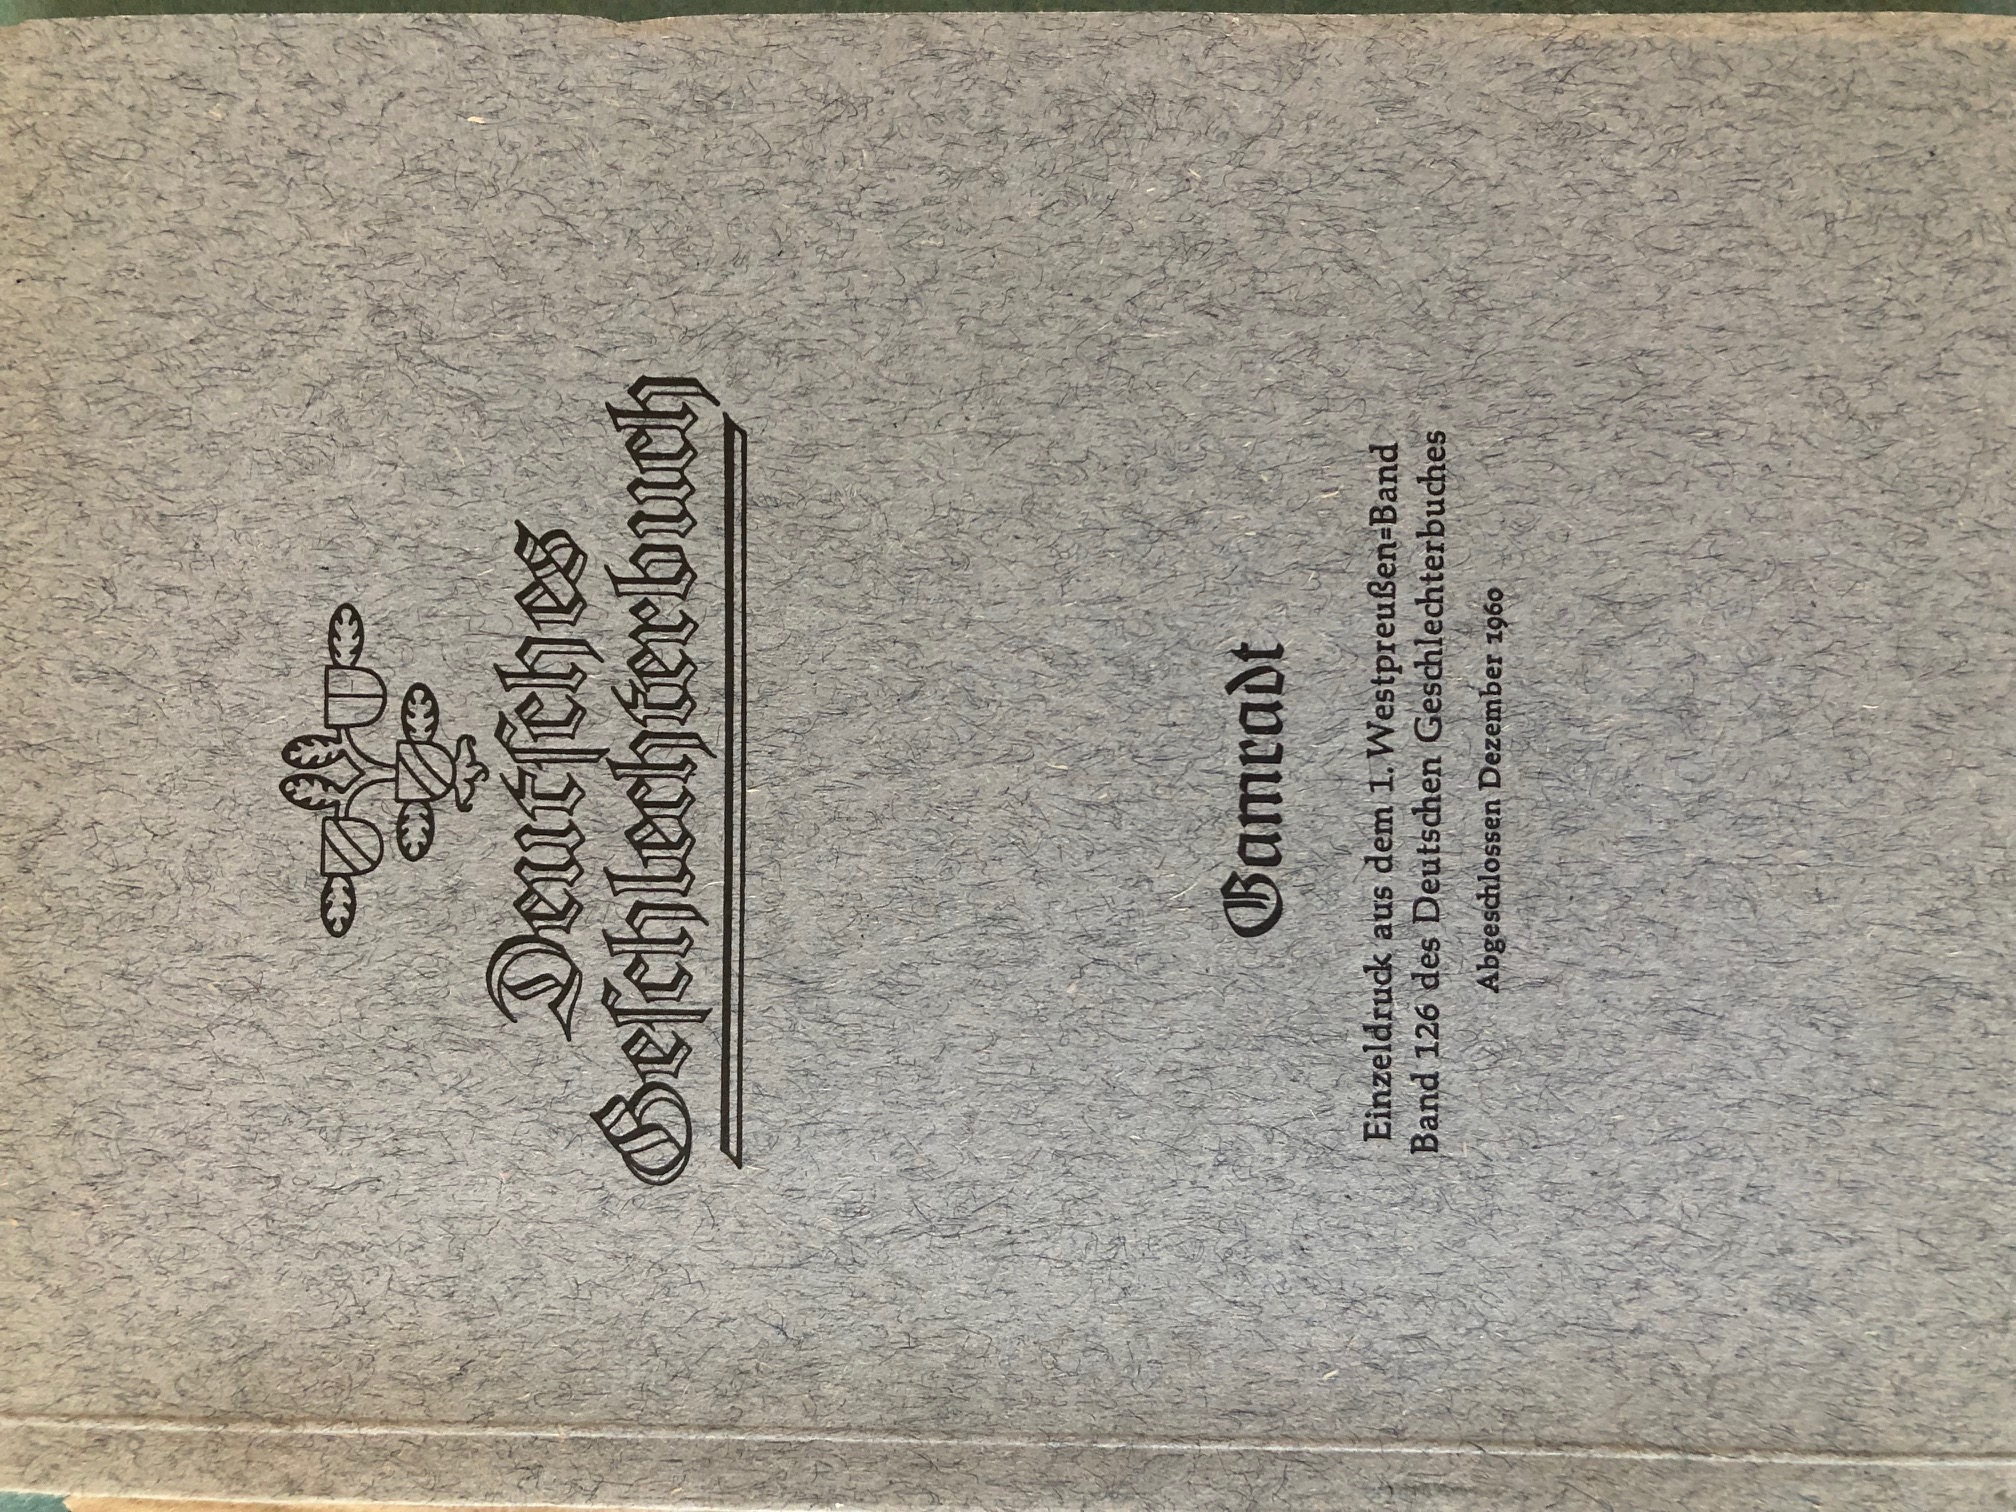 Deutsches
Geschlechterbuch
Gamradt
Einzeldruck aus dem 1. Westpreußen=Band
Band 126 des Deutschen Geschlechterbuches
Abgeschlossen Dezember 1960